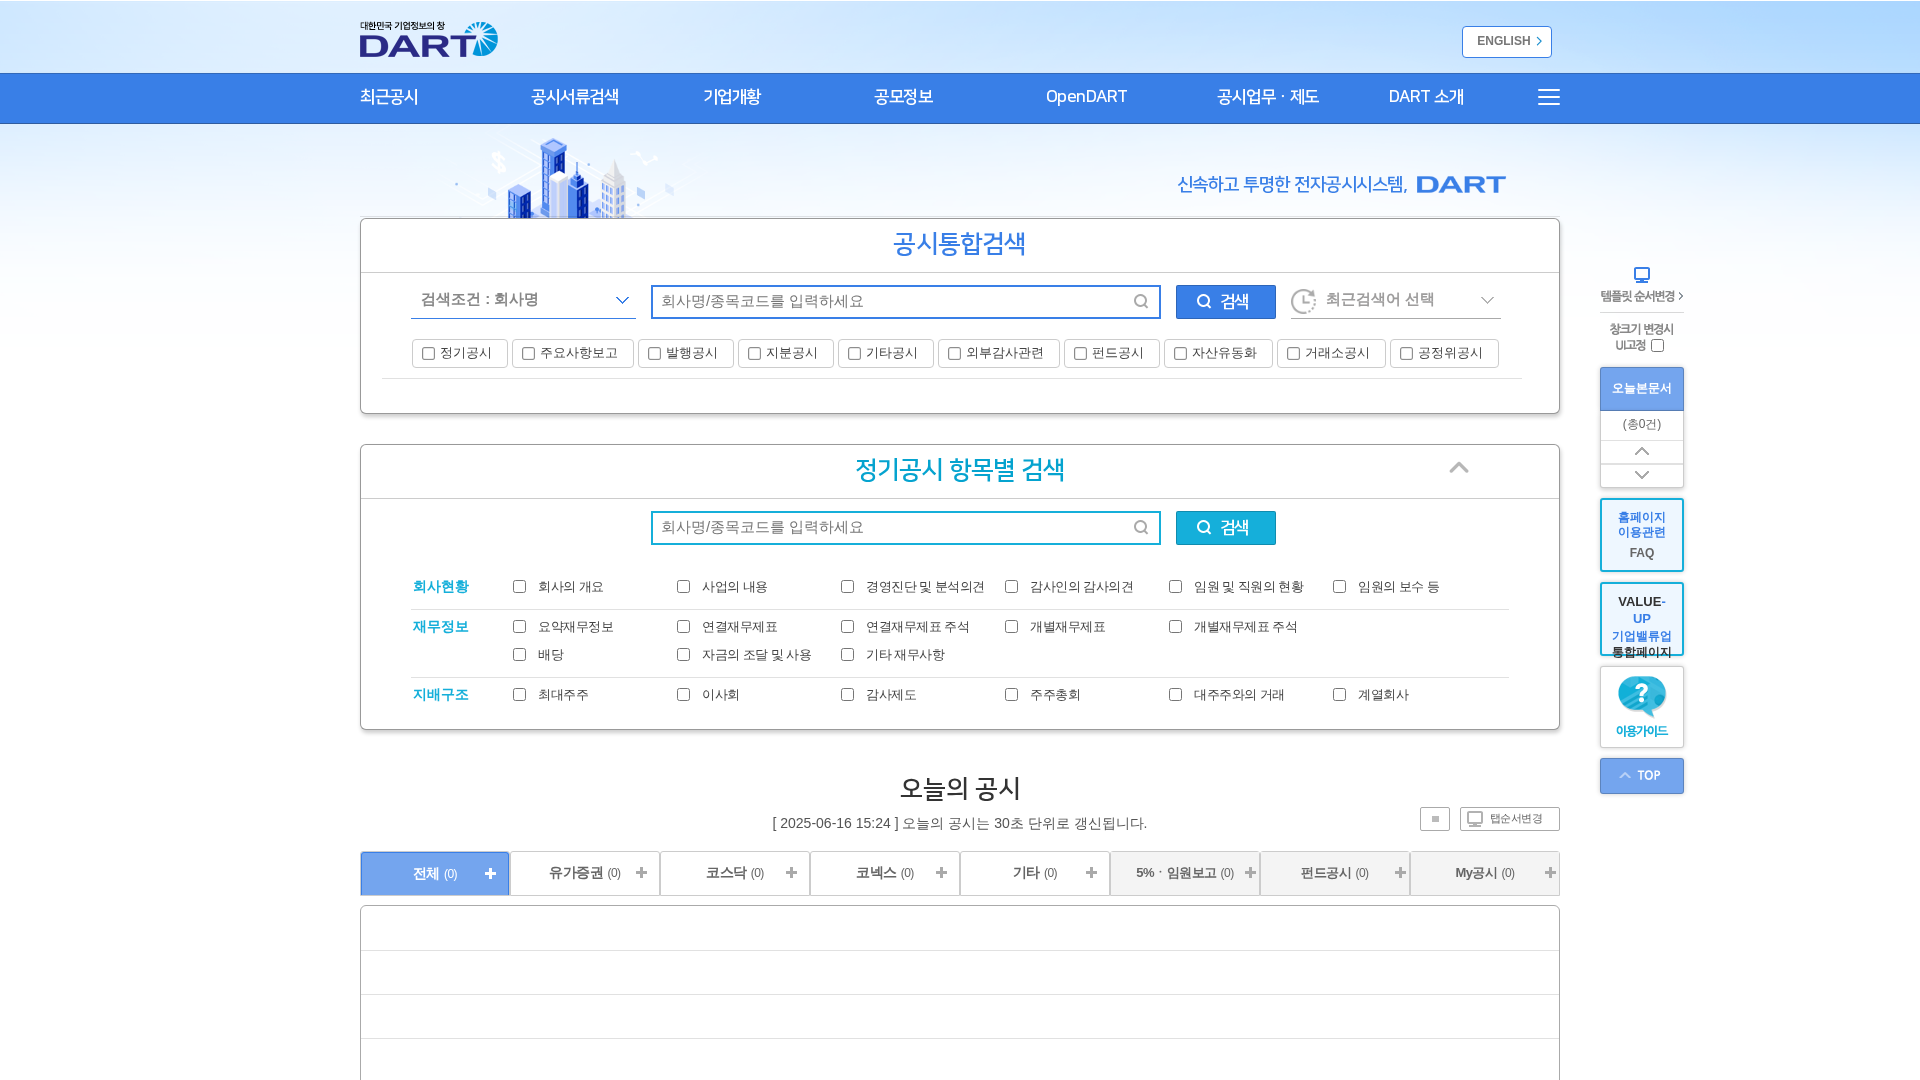 대한민국 기업정보의 창
DART
ENGLISH
최근공시 공시서류검색 기업개황 공모정보 OpenDART 공시업무ㆍ제도 DART 소개
신속하고 투명한 전자공시시스템, DART
공시통합검색
검색조건 : 회사명 회사명/종목코드를 입력하세요 검색 최근검색어 선택
정기공시 주요사항보고 발행공시 지분공시 기타공시 외부감사관련 펀드공시 자산유동화 거래소공시 공정위공시
정기공시 항목별 검색
회사명/종목코드를 입력하세요 검색
회사현황 회사의 개요 사업의 내용 경영진단 및 분석의견 감사인의 감사의견 임원 및 직원의 현황 임원의 보수 등
재무정보 요약재무정보 연결재무제표 연결재무제표 주석 개별재무제표 개별재무제표 주석
배당 자금의 조달 및 사용 기타 재무사항
지배구조 최대주주 이사회 감사제도 주주총회 대주주와의 거래 계열회사
오늘의 공시
[ 2025-06-16 15:24 ] 오늘의 공시는 30초 단위로 갱신됩니다.
탭순서변경
전체 (0) 유가증권 (0) 코스닥 (0) 코넥스 (0) 기타 (0) 5%ㆍ임원보고 (0) 펀드공시 (0) My공시 (0)
템플릿 순서변경
창크기 변경시
UI고정
오늘본문서
(총0건)
홈페이지
이용관련
FAQ
VALUE-
UP
기업밸류업
통합페이지
?
이용가이드
TOP